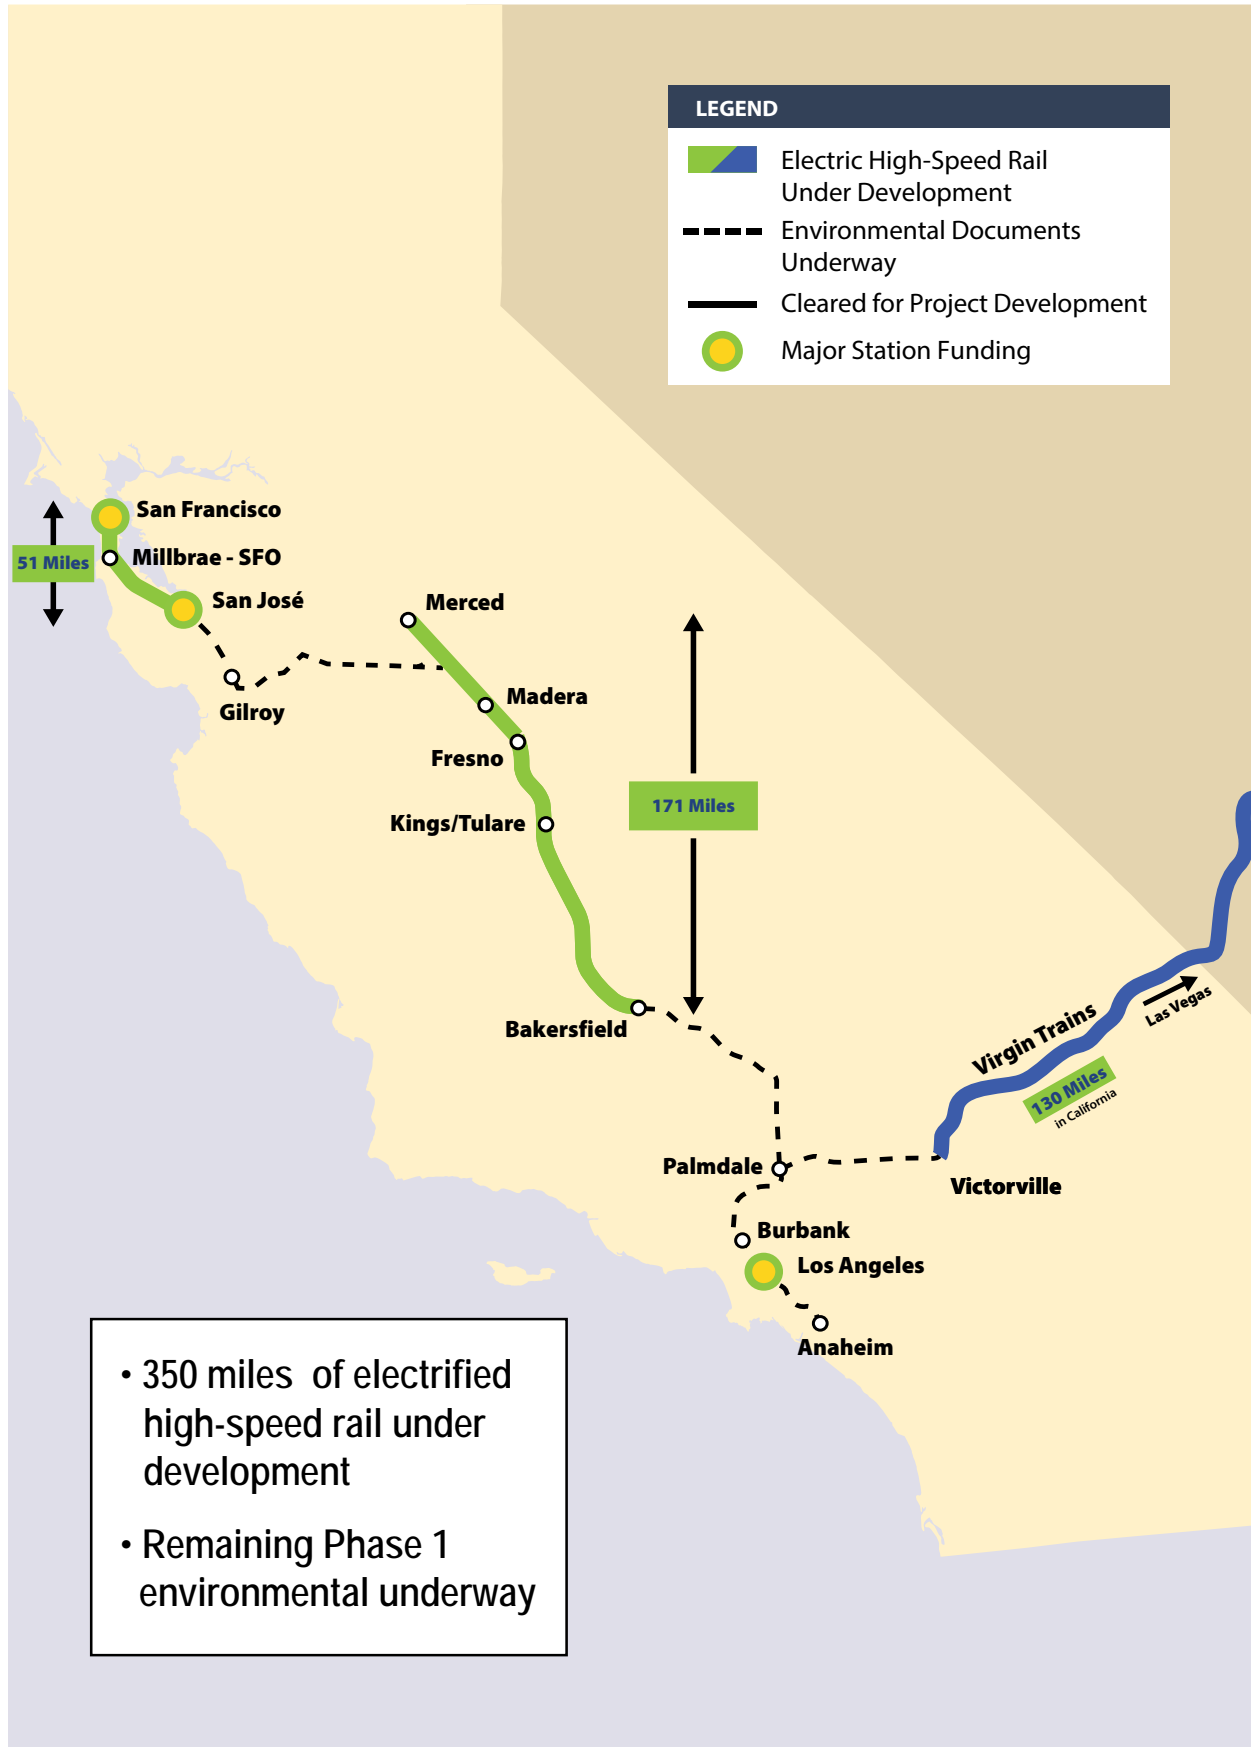 LEGEND
Electric High-Speed Rail
Under Development
Environmental Documents
Underway
Cleared for Project Development
Major Station Funding
San Francisco
51 Miles
Millbrae - SFO
San José
Merced
Gilroy
Madera
Fresno
171 Miles
Kings/Tulare
Bakersfield
Las Vegas
Virgin Trains
130 Miles
in California
Palmdale
Victorville
Burbank
Los Angeles
Anaheim
• 350 miles of electrified
high-speed rail under
development
• Remaining Phase 1
environmental underway